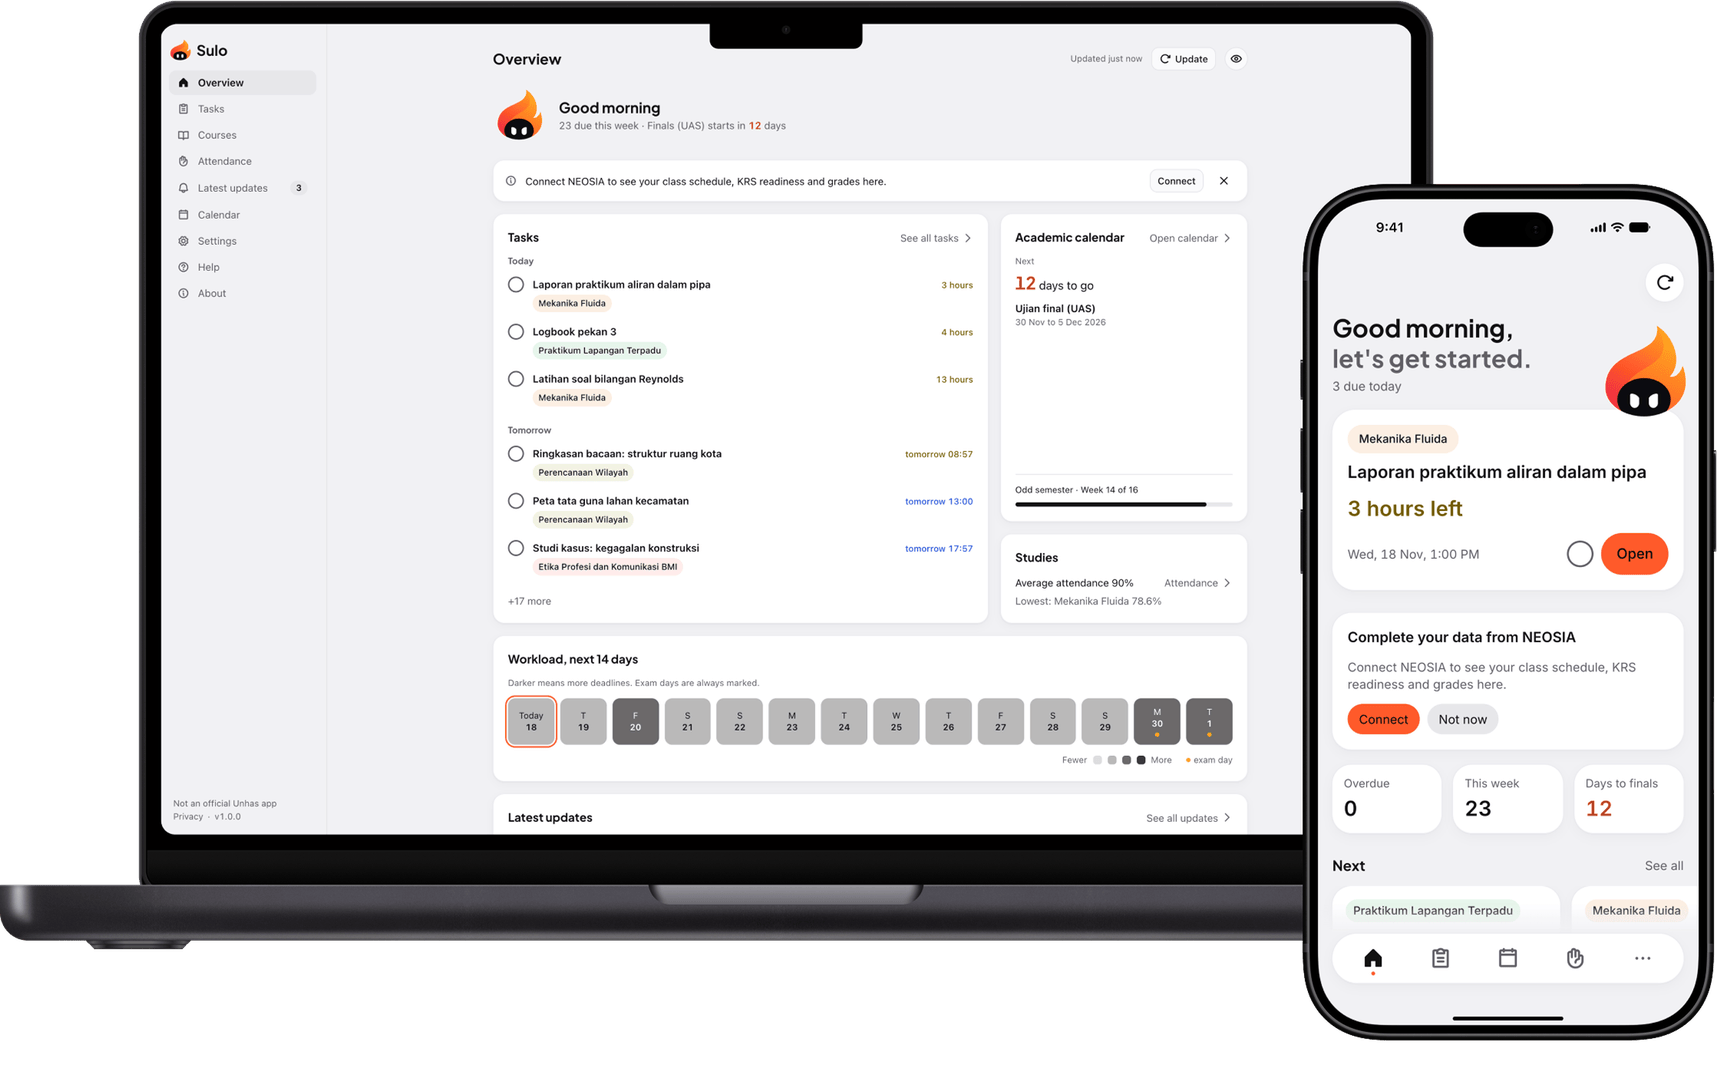 Sulo
Overview
Tasks
Courses
Attendance
Latest updates 3
Calendar
Settings
Help
About
Not an official Unhas app
Privacy · v1.0.0
Overview
Updated just now
Update
Good morning
23 due this week · Finals (UAS) starts in 12 days
Connect NEOSIA to see your class schedule, KRS readiness and grades here.
Connect
Tasks
See all tasks
Today
Laporan praktikum aliran dalam pipa
3 hours
Mekanika Fluida
Logbook pekan 3
4 hours
Praktikum Lapangan Terpadu
Latihan soal bilangan Reynolds
13 hours
Mekanika Fluida
Tomorrow
Ringkasan bacaan: struktur ruang kota
tomorrow 08:57
Perencanaan Wilayah
Peta tata guna lahan kecamatan
tomorrow 13:00
Perencanaan Wilayah
Studi kasus: kegagalan konstruksi
tomorrow 17:57
Etika Profesi dan Komunikasi BMI
+17 more
Academic calendar
Open calendar
Next
12 days to go
Ujian final (UAS)
30 Nov to 5 Dec 2026
Odd semester · Week 14 of 16
Studies
Average attendance 90%
Attendance
Lowest: Mekanika Fluida 78.6%
Workload, next 14 days
Darker means more deadlines. Exam days are always marked.
Today T F S S M T W T F S S M T
18 19 20 21 22 23 24 25 26 27 28 29 30 1
Fewer More exam day
Latest updates
See all updates
9:41
Good morning,
let's get started.
3 due today
Mekanika Fluida
Laporan praktikum aliran dalam pipa
3 hours left
Wed, 18 Nov, 1:00 PM
Open
Complete your data from NEOSIA
Connect NEOSIA to see your class schedule, KRS
readiness and grades here.
Connect
Not now
Overdue
0
This week
23
Days to finals
12
Next
See all
Praktikum Lapangan Terpadu
Mekanika Fluida